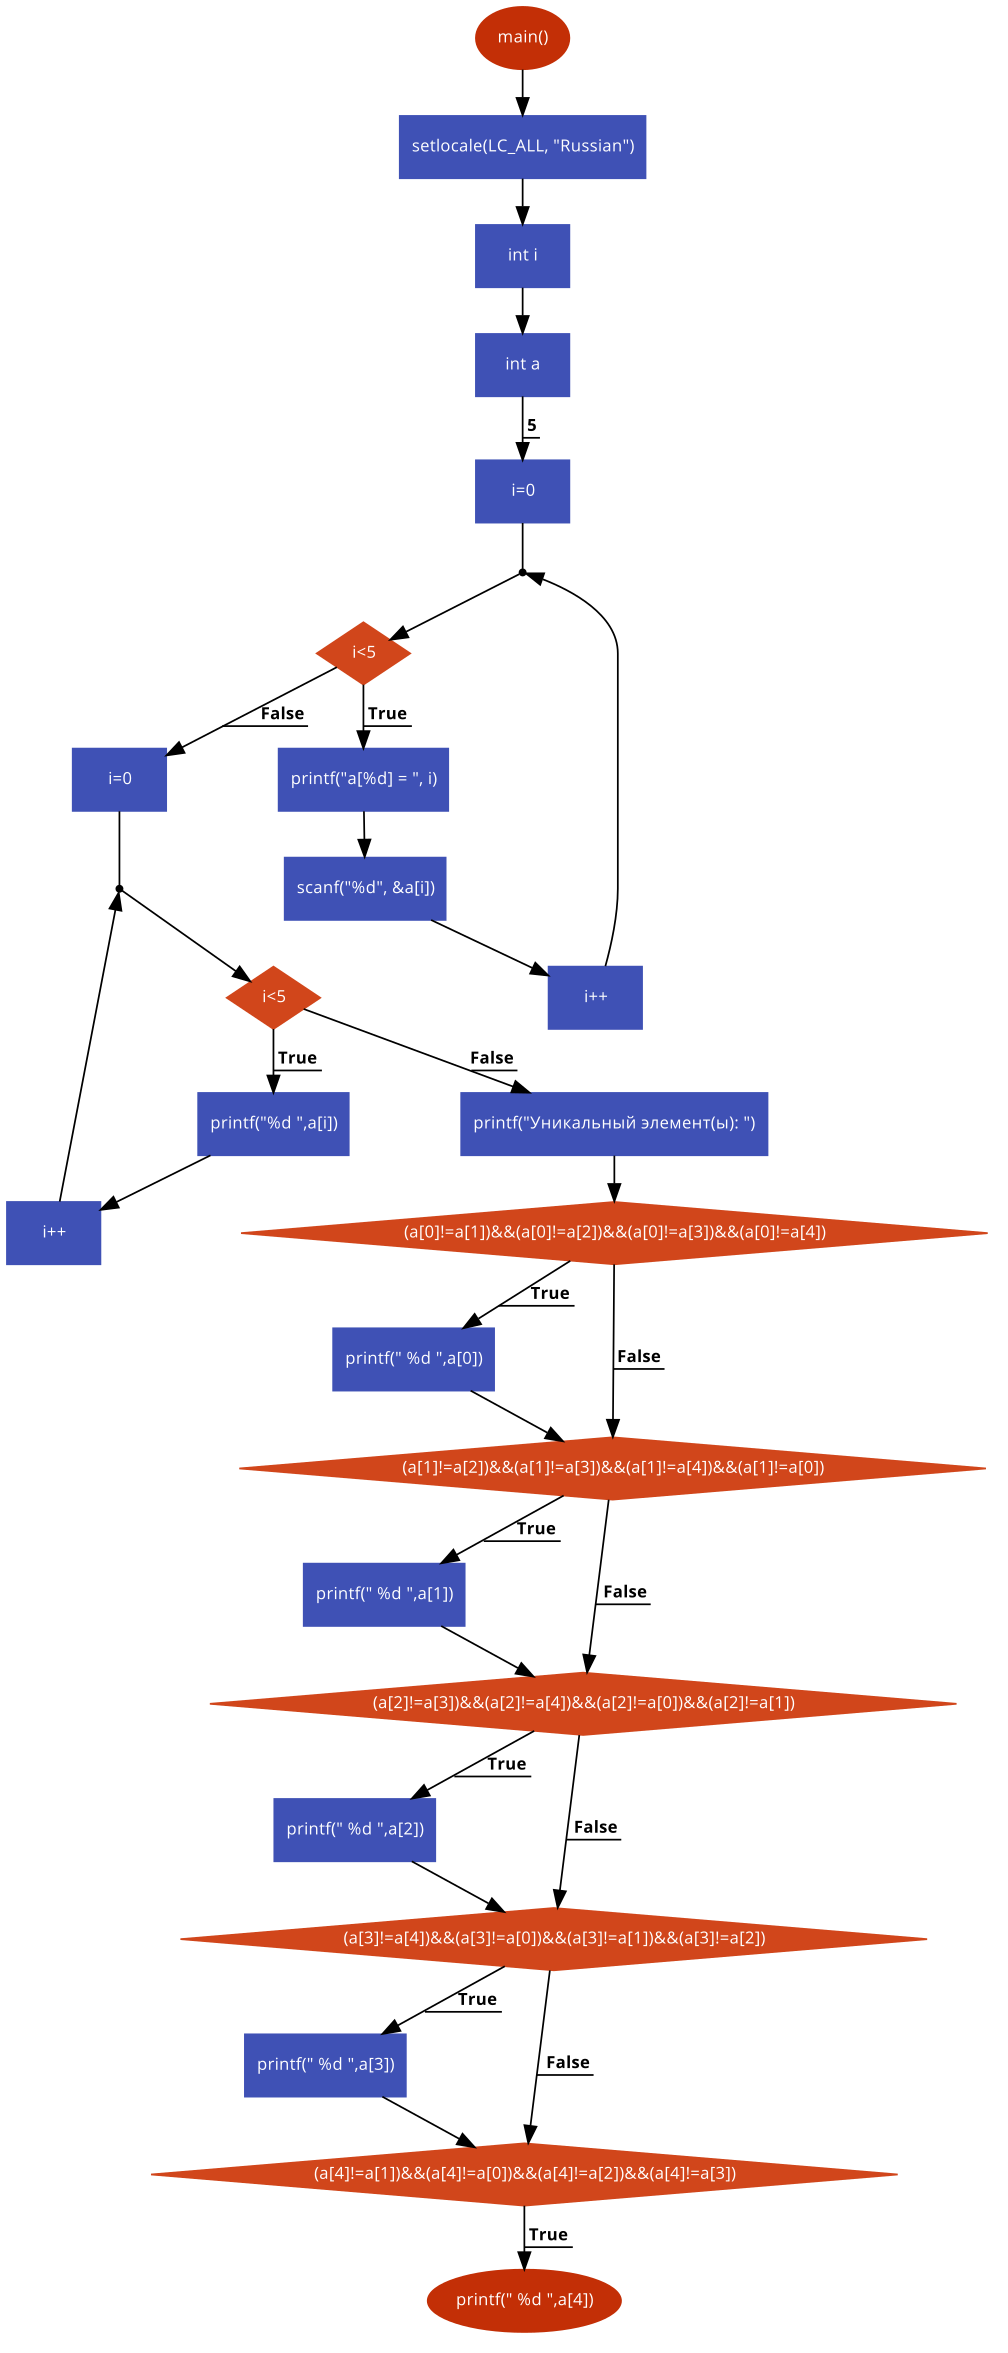 main()
setlocale(LC_ALL, "Russian")
int i
int a
5
i=0
i<5
False
True
i=0
printf("a[%d] = ", i)
scanf("%d", &a[i])
i++
i<5
True
False
printf("%d ",a[i])
printf("Уникальный элемент(ы): ")
i++
(a[0]!=a[1])&&(a[0]!=a[2])&&(a[0]!=a[3])&&(a[0]!=a[4])
True
printf(" %d ",a[0])
False
(a[1]!=a[2])&&(a[1]!=a[3])&&(a[1]!=a[4])&&(a[1]!=a[0])
True
printf(" %d ",a[1])
False
(a[2]!=a[3])&&(a[2]!=a[4])&&(a[2]!=a[0])&&(a[2]!=a[1])
True
printf(" %d ",a[2])
False
(a[3]!=a[4])&&(a[3]!=a[0])&&(a[3]!=a[1])&&(a[3]!=a[2])
True
printf(" %d ",a[3])
False
(a[4]!=a[1])&&(a[4]!=a[0])&&(a[4]!=a[2])&&(a[4]!=a[3])
True
printf(" %d ",a[4])